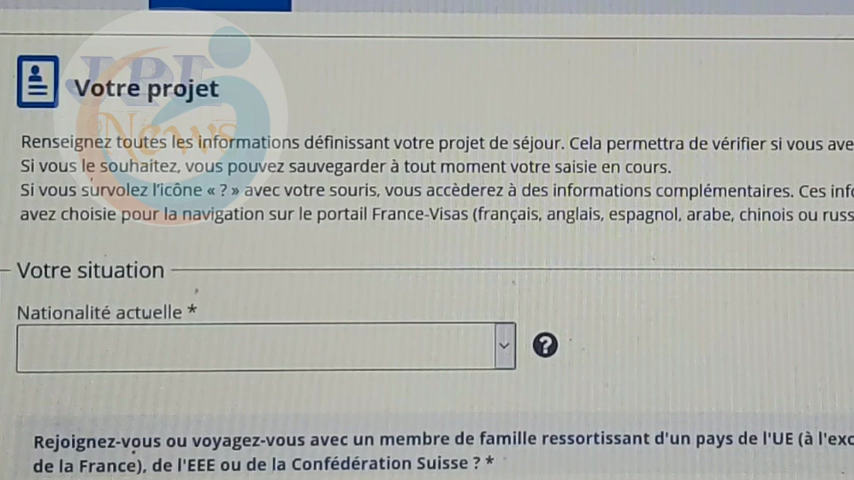 JPE
News
Votre projet
Renseignez toutes les informations définissant votre projet de séjour. Cela permettra de vérifier si vous ave
Si vous le souhaitez, vous pouvez sauvegarder à tout moment votre saisie en cours.
Si vous survolez l'icône « ? » avec votre souris, vous accèderez à des informations complémentaires. Ces info
avez choisie pour la navigation sur le portail France-Visas (français, anglais, espagnol, arabe, chinois ou russ
Votre situation
Nationalité actuelle *
?
Rejoignez-vous ou voyagez-vous avec un membre de famille ressortissant d'un pays de l'UE (à l'exc
de la France), de l'EEE ou de la Confédération Suisse ? *